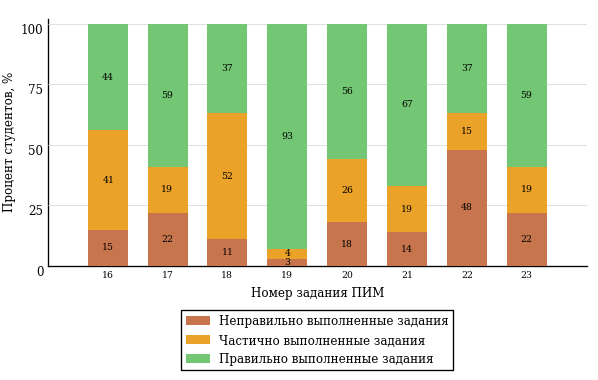 Процент студентов, %
100
75
50
25
0
44 59 37 93 56 67 37 59
41 19 52 4 26 19 15 19
15 22 11 3 18 14 48 22
16 17 18 19 20 21 22 23
Номер задания ПИМ
Неправильно выполненные задания
Частично выполненные задания
Правильно выполненные задания